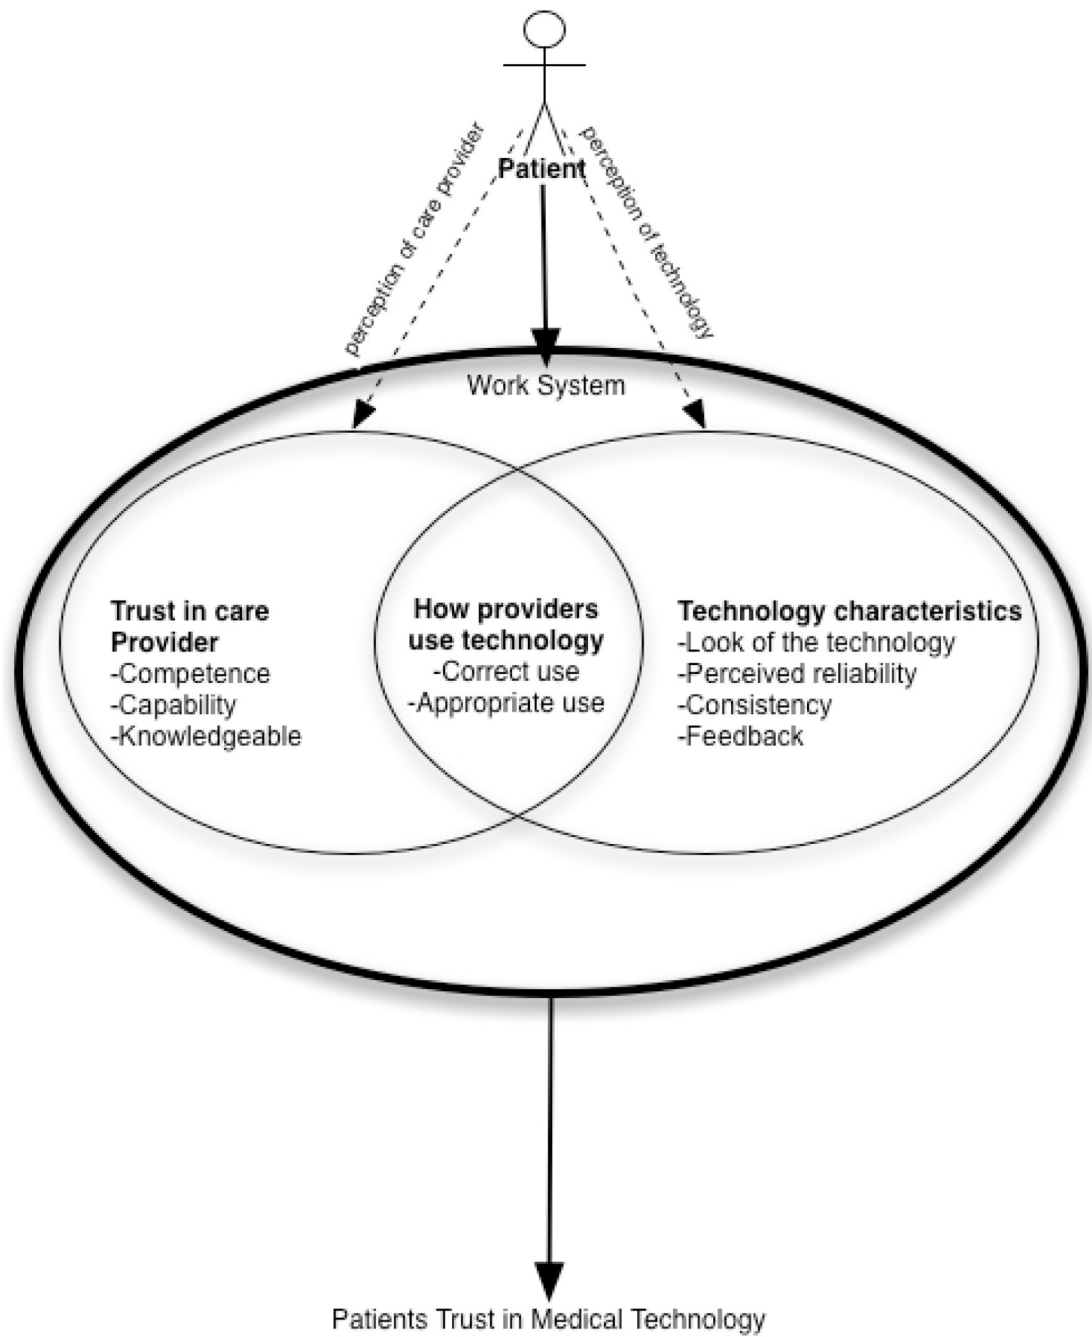 perception of care provider
perception of technology
Patient
Work System
Trust in care
Provider
-Competence
-Capability
-Knowledgeable
How providers
use technology
-Correct use
-Appropriate use
Technology characteristics
-Look of the technology
-Perceived reliability
-Consistency
-Feedback
Patients Trust in Medical Technology